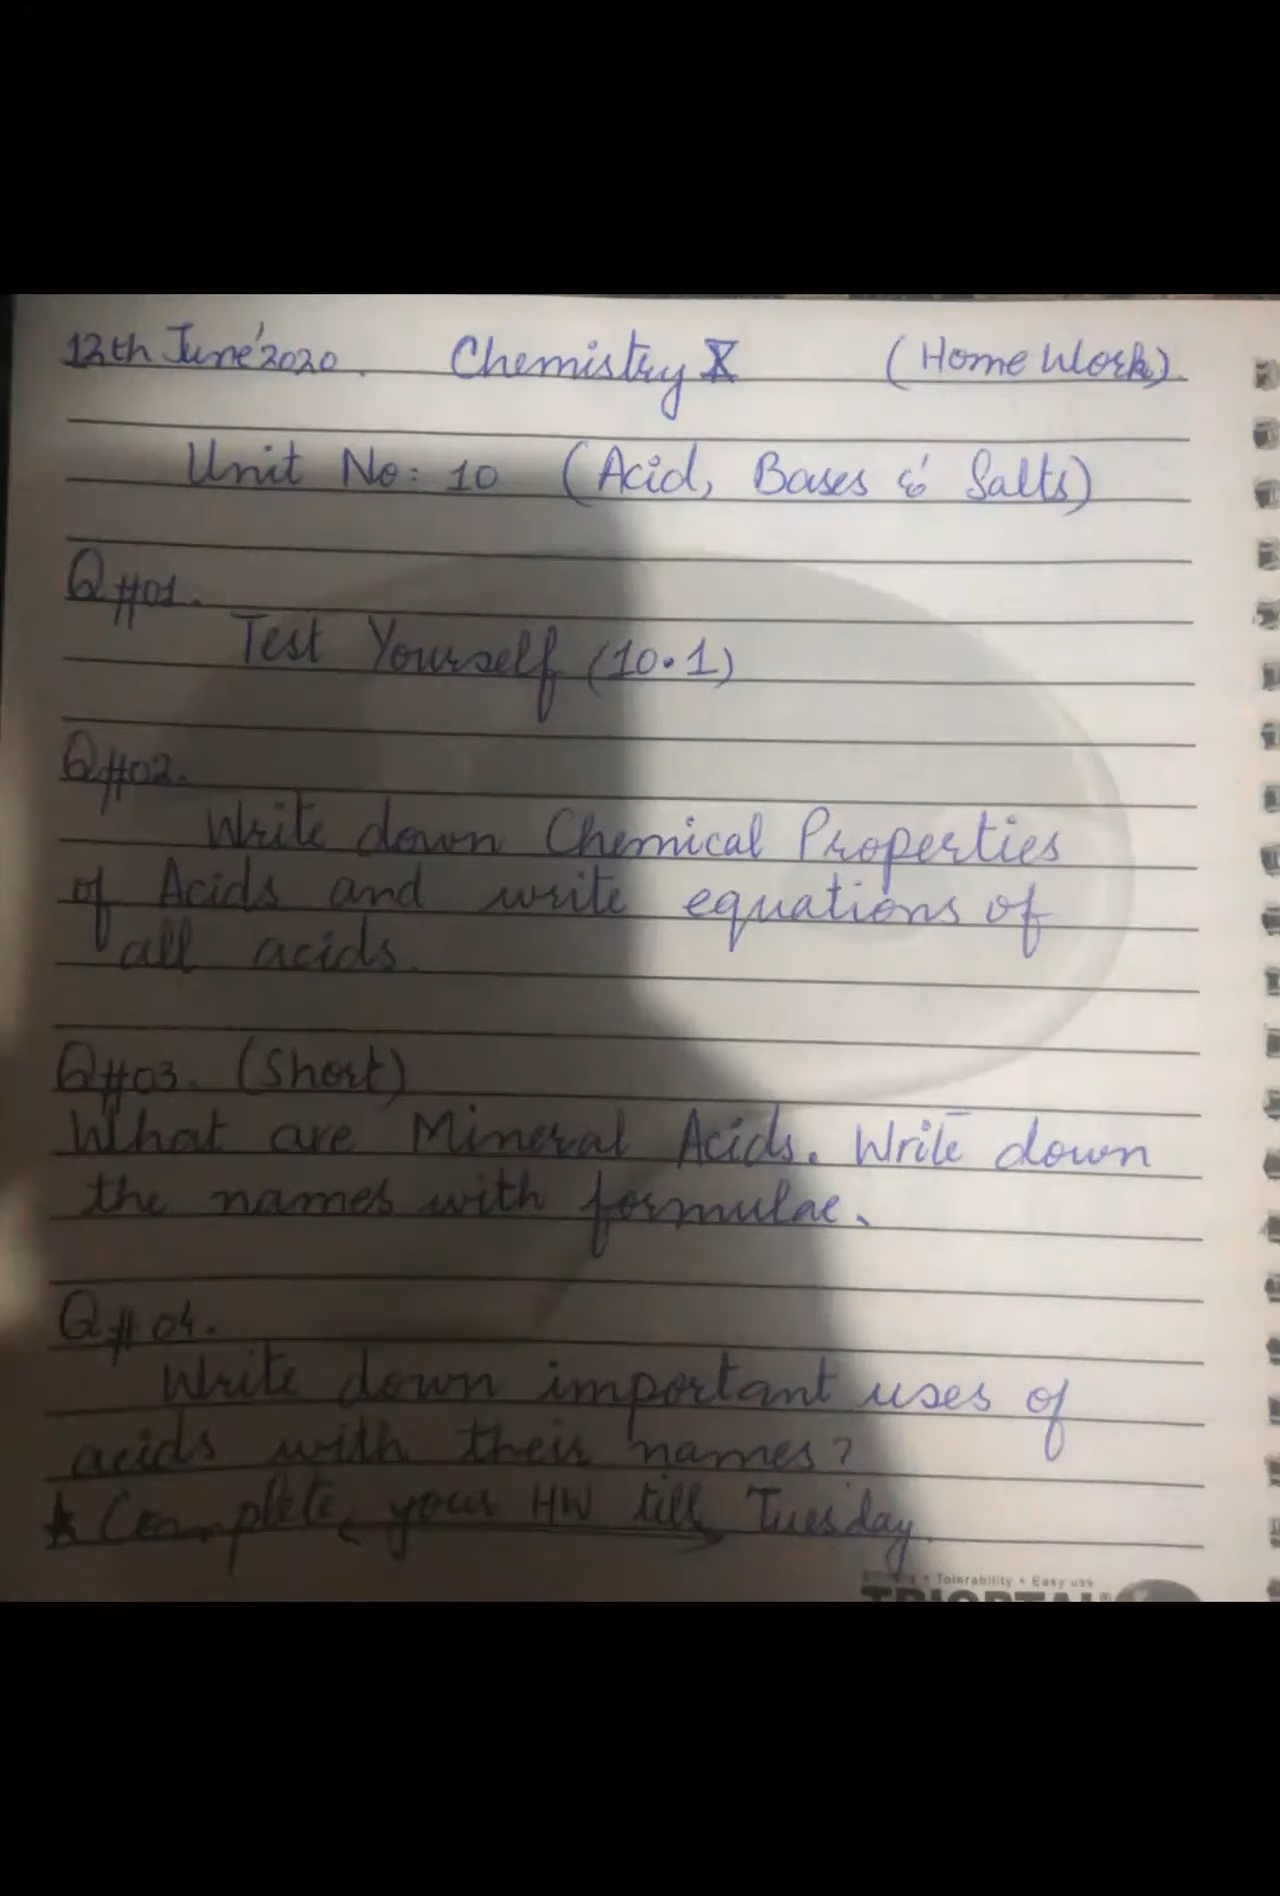 12th June'2020. Chemistry X (Home Work).
Unit No: 10 (Acid, Bases & Salts)
Q#01.
Test Yourself (10.1)
Q#02.
Write down Chemical Properties
of Acids and write equations of
all acids.
Q#03. (Short)
What are Mineral Acids. Write down
the names with formulae.
Q#04.
Write down important uses of
acids with their names?
* Complete your HW till Tuesday.
• Tolerability • Easy use